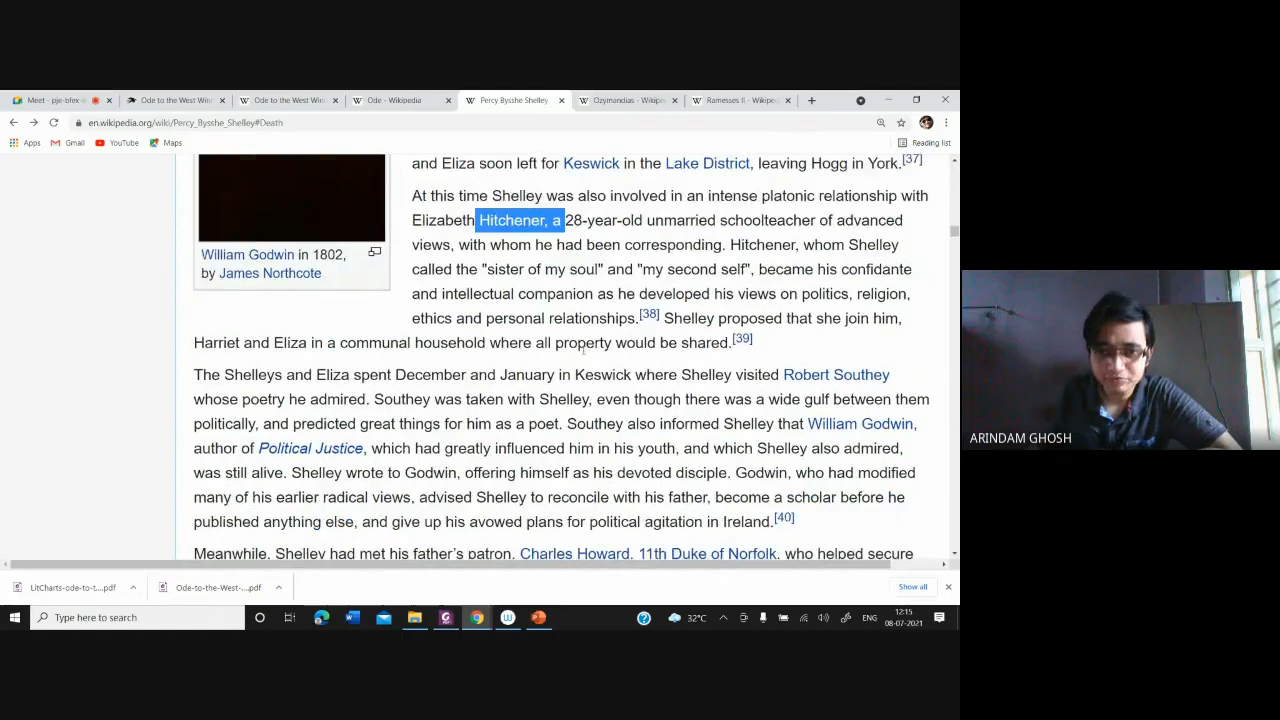 Meet - pje-bfex-i
Ode to the West Win
Ode to the West Win
Ode - Wikipedia
Percy Bysshe Shelley
Ozymandias - Wikipe
Ramesses II - Wikiped
en.wikipedia.org/wiki/Percy_Bysshe_Shelley#Death
Apps
Gmail
YouTube
Maps
Reading list
and Eliza soon left for Keswick in the Lake District, leaving Hogg in York.[37]
At this time Shelley was also involved in an intense platonic relationship with
Elizabeth Hitchener, a 28-year-old unmarried schoolteacher of advanced
views, with whom he had been corresponding. Hitchener, whom Shelley
called the "sister of my soul" and "my second self", became his confidante
and intellectual companion as he developed his views on politics, religion,
ethics and personal relationships.[38] Shelley proposed that she join him,
Harriet and Eliza in a communal household where all property would be shared.[39]
William Godwin in 1802,
by James Northcote
The Shelleys and Eliza spent December and January in Keswick where Shelley visited Robert Southey
whose poetry he admired. Southey was taken with Shelley, even though there was a wide gulf between them
politically, and predicted great things for him as a poet. Southey also informed Shelley that William Godwin,
author of Political Justice, which had greatly influenced him in his youth, and which Shelley also admired,
was still alive. Shelley wrote to Godwin, offering himself as his devoted disciple. Godwin, who had modified
many of his earlier radical views, advised Shelley to reconcile with his father, become a scholar before he
published anything else, and give up his avowed plans for political agitation in Ireland.[40]
Meanwhile, Shelley had met his father's patron, Charles Howard, 11th Duke of Norfolk, who helped secure
LitCharts-ode-to-t....pdf
Ode-to-the-West-...pdf
Show all
Type here to search
32°C
ENG
12:15
08-07-2021
ARINDAM GHOSH